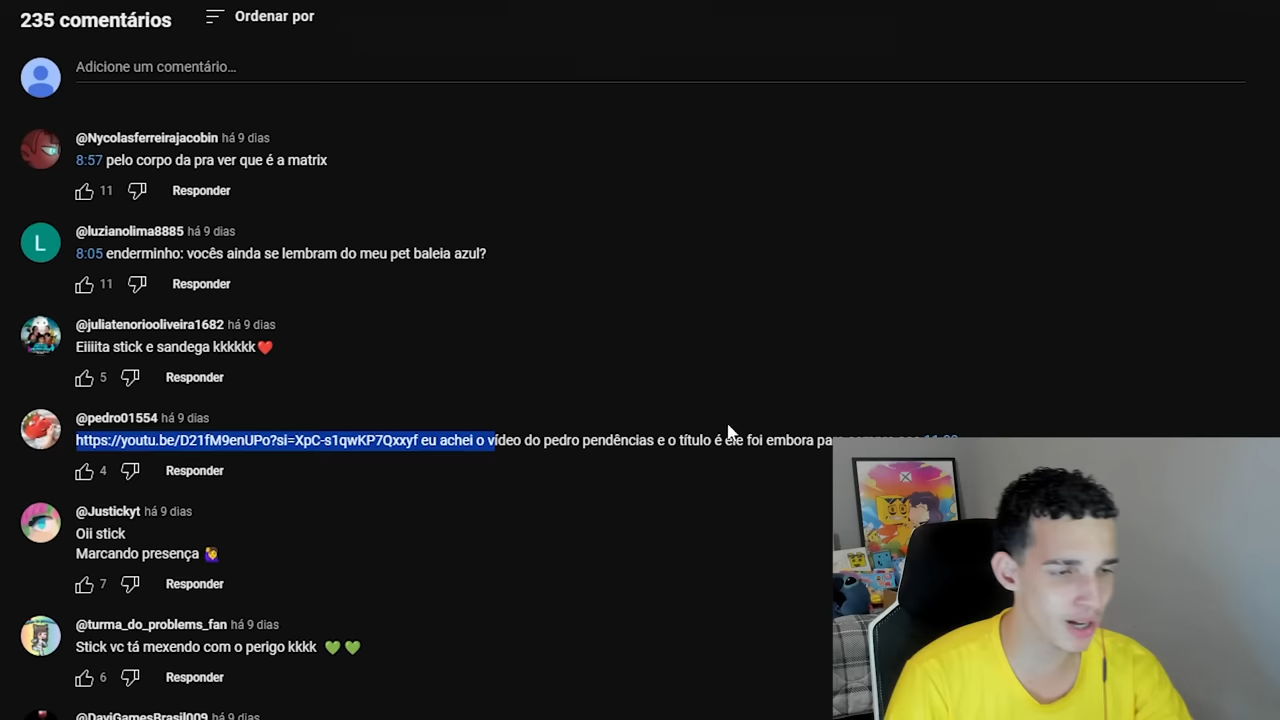 235 comentários
Ordenar por
Adicione um comentário…
@Nycolasferreirajacobin há 9 dias
8:57 pelo corpo da pra ver que é a matrix
11
Responder
@luzianolima8885 há 9 dias
8:05 enderminho: vocês ainda se lembram do meu pet baleia azul?
11
Responder
@juliatenoriooliveira1682 há 9 dias
Eiiiita stick e sandega kkkkkk❤️
5
Responder
@pedro01554 há 9 dias
https://youtu.be/D21fM9enUPo?si=XpC-s1qwKP7Qxxyf eu achei o vídeo do pedro pendências e o título é ele foi embora
4
Responder
@Justickyt há 9 dias
Oii stick
Marcando presença 🙋‍♀️
7
Responder
@turma_do_problems_fan há 9 dias
Stick vc tá mexendo com o perigo kkkk 💚 💚
6
Responder
@DaviGamesBrasil009 há 9 dias
L